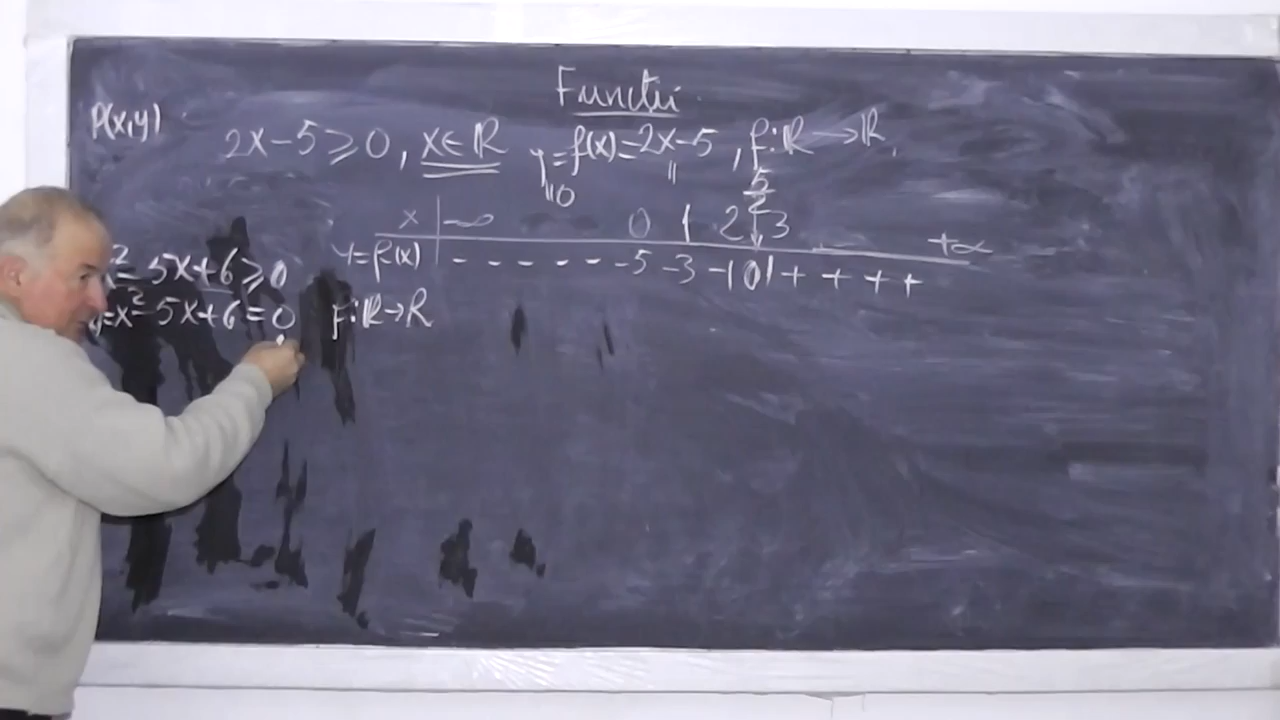 Funcții
P(x,y)
2x-5≥0, x∈ℝ y=f(x)=2x-5, f:ℝ→ℝ,
"0 "
5/2
x | -∞ 0 1 2 3 +∞
y=f(x) | - - - - - -5 -3 -1 0 1 + + + +
x²-5x+6≥0
y=x²-5x+6=0 f:ℝ→ℝ